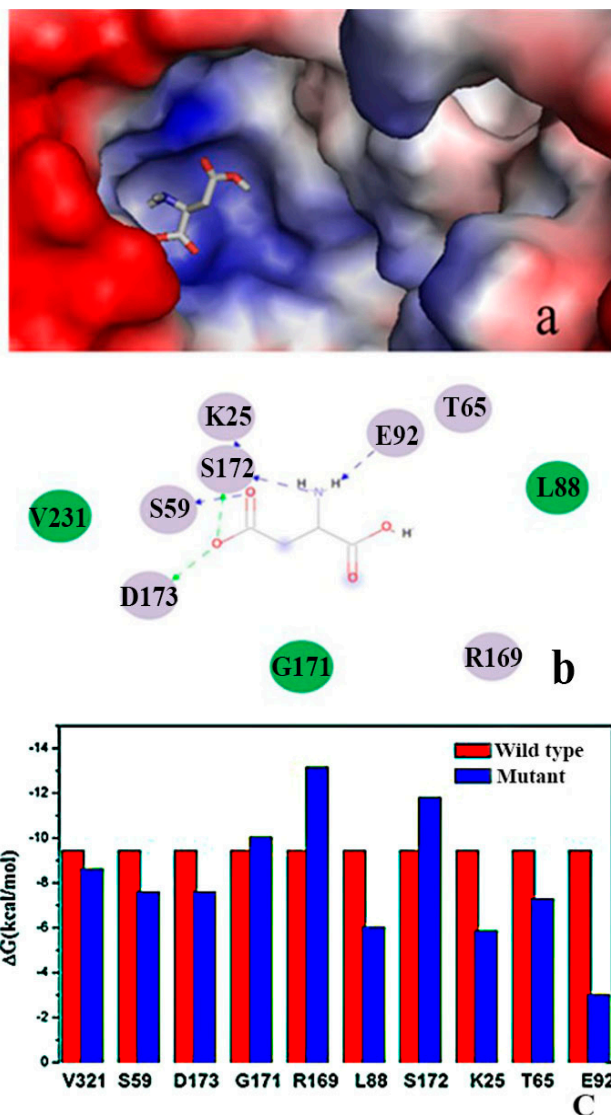 a
K25
T65
E92
S172
H
H
N
L88
S59
O
V231
O
OH
H
D173
O
G171
R169
b
-14
Wild type
Mutant
-12
-10
-8
-6
-4
-2
0
ΔG(kcal/mol)
V321 S59 D173 G171 R169 L88 S172 K25 T65 E92
C